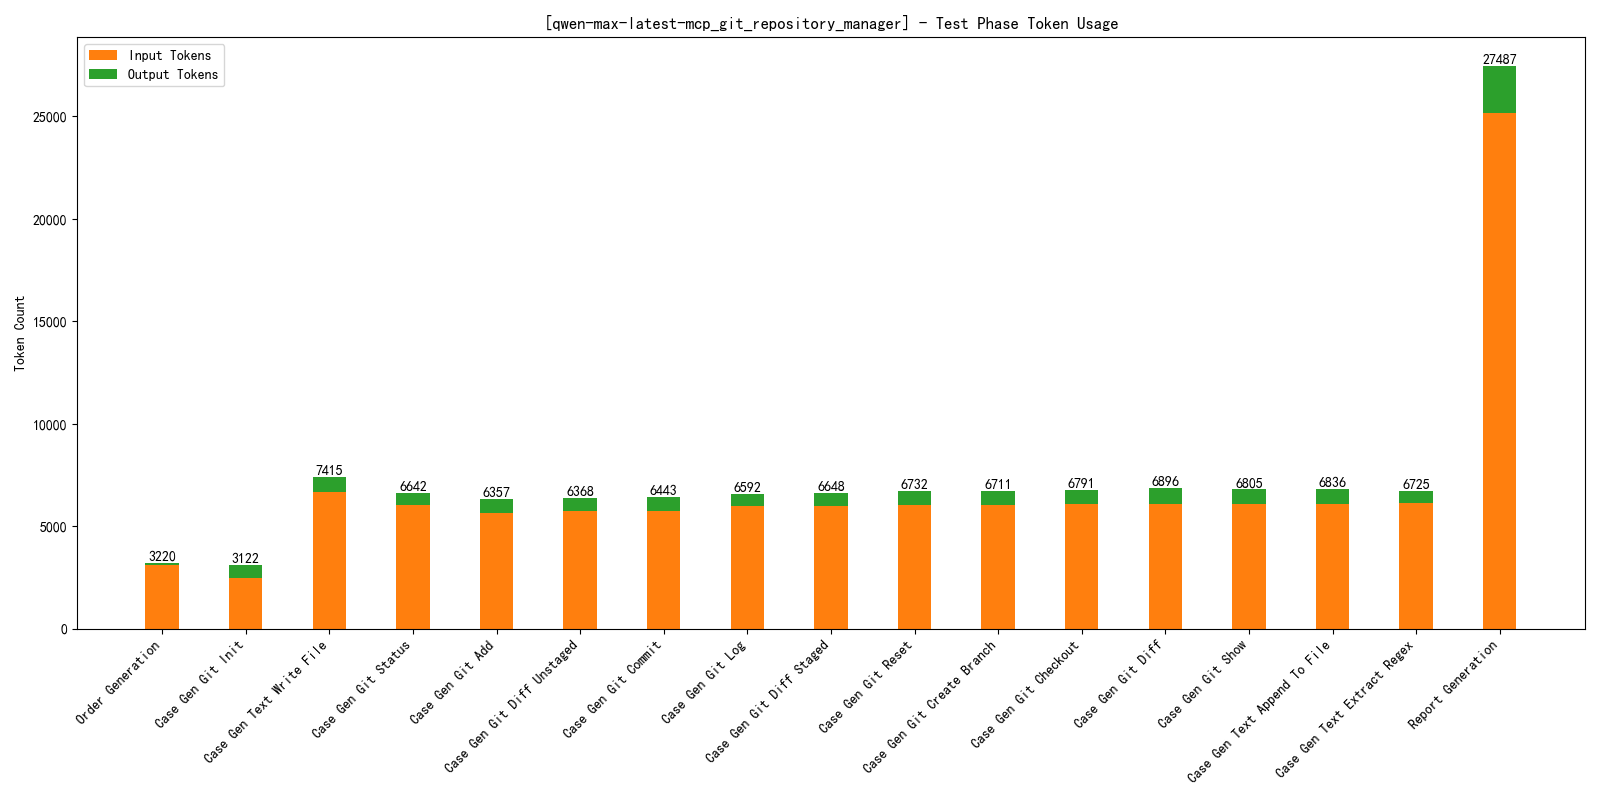 [qwen-max-latest-mcp_git_repository_manager] - Test Phase Token Usage
Input Tokens
Output Tokens
Token Count
25000
20000
15000
10000
5000
0
3220
3122
7415
6642
6357
6368
6443
6592
6648
6732
6711
6791
6896
6805
6836
6725
27487
Order Generation
Case Gen Git Init
Case Gen Text Write File
Case Gen Git Status
Case Gen Git Add
Case Gen Git Diff Unstaged
Case Gen Git Commit
Case Gen Git Log
Case Gen Git Diff Staged
Case Gen Git Reset
Case Gen Git Create Branch
Case Gen Git Checkout
Case Gen Git Diff
Case Gen Git Show
Case Gen Text Append To File
Case Gen Text Extract Regex
Report Generation